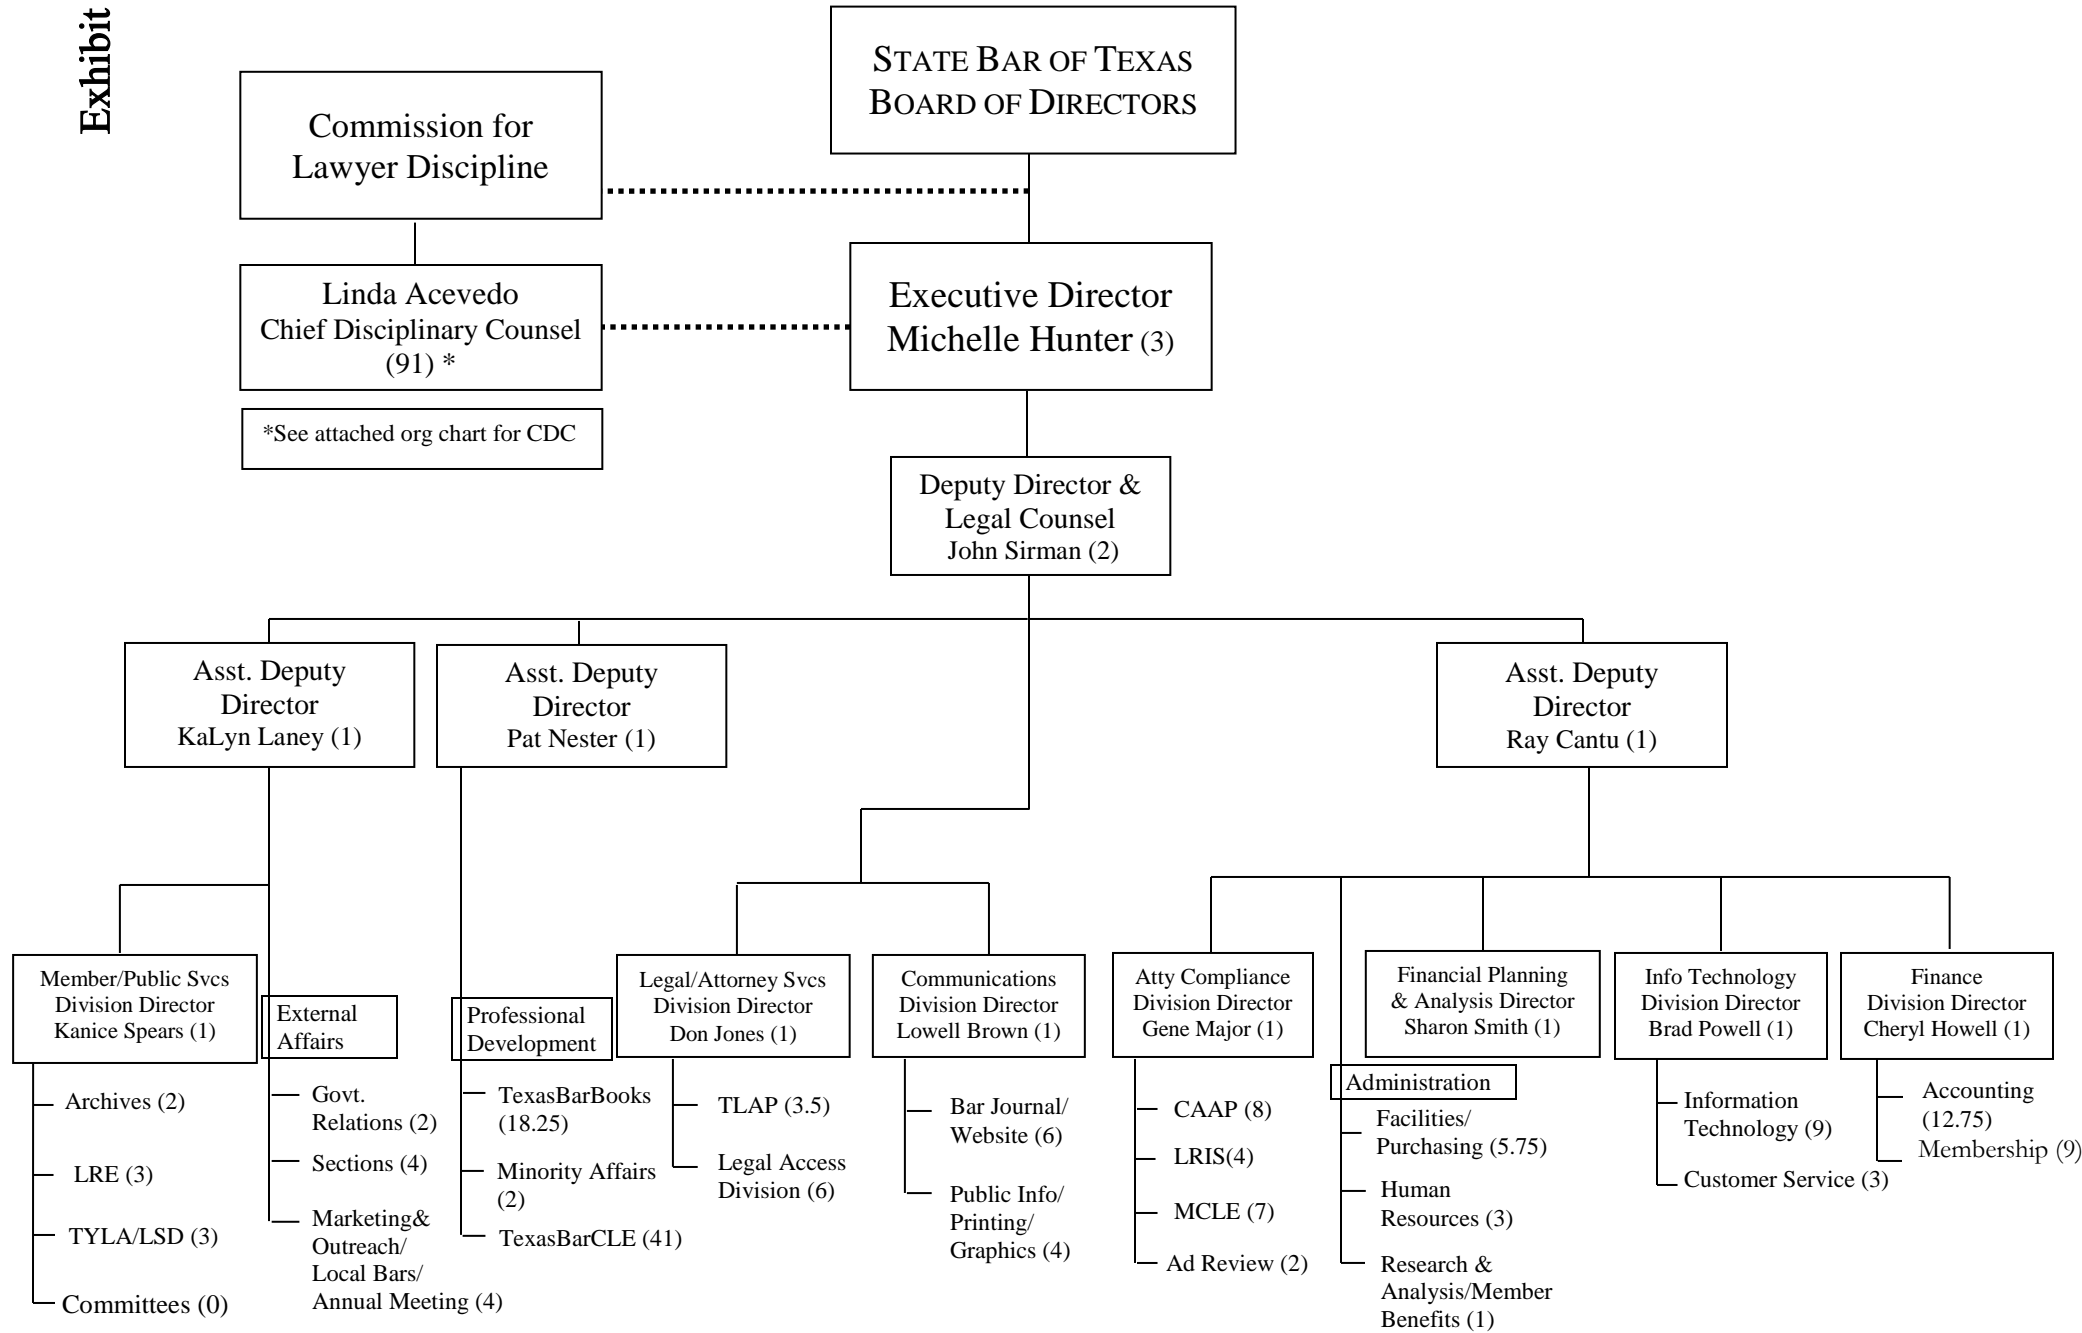 Exhibit
STATE BAR OF TEXAS
BOARD OF DIRECTORS
Commission for
Lawyer Discipline
Linda Acevedo
Chief Disciplinary Counsel
(91) *
*See attached org chart for CDC
Executive Director
Michelle Hunter (3)
Deputy Director &
Legal Counsel
John Sirman (2)
Asst. Deputy
Director
KaLyn Laney (1)
Asst. Deputy
Director
Pat Nester (1)
Asst. Deputy
Director
Ray Cantu (1)
Member/Public Svcs
Division Director
Kanice Spears (1)
Archives (2)
LRE (3)
TYLA/LSD (3)
Committees (0)
External
Affairs
Govt.
Relations (2)
Sections (4)
Marketing&
Outreach/
Local Bars/
Annual Meeting (4)
Professional
Development
TexasBarBooks
(18.25)
Minority Affairs
(2)
TexasBarCLE (41)
Legal/Attorney Svcs
Division Director
Don Jones (1)
TLAP (3.5)
Legal Access
Division (6)
Communications
Division Director
Lowell Brown (1)
Bar Journal/
Website (6)
Public Info/
Printing/
Graphics (4)
Atty Compliance
Division Director
Gene Major (1)
CAAP (8)
LRIS(4)
MCLE (7)
Ad Review (2)
Financial Planning
& Analysis Director
Sharon Smith (1)
Administration
Facilities/
Purchasing (5.75)
Human
Resources (3)
Research &
Analysis/Member
Benefits (1)
Info Technology
Division Director
Brad Powell (1)
Information
Technology (9)
Customer Service (3)
Finance
Division Director
Cheryl Howell (1)
Accounting
(12.75)
Membership (9)